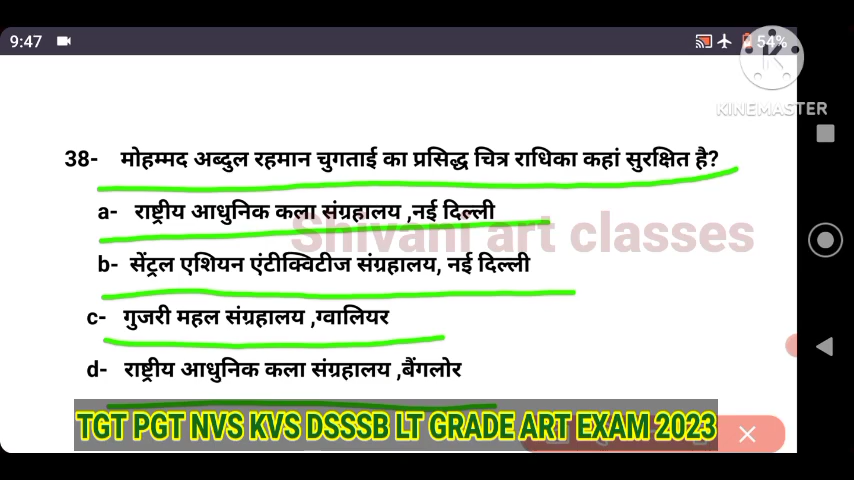 9:47
54%
KINEMASTER
38- मोहम्मद अब्दुल रहमान चुगताई का प्रसिद्ध चित्र राधिका कहां सुरक्षित है?
a- राष्ट्रीय आधुनिक कला संग्रहालय ,नई दिल्ली
Shivani art classes
b- सेंट्रल एशियन एंटीक्विटीज संग्रहालय, नई दिल्ली
c- गुजरी महल संग्रहालय ,ग्वालियर
d- राष्ट्रीय आधुनिक कला संग्रहालय ,बैंगलोर
TGT PGT NVS KVS DSSSB LT GRADE ART EXAM 2023